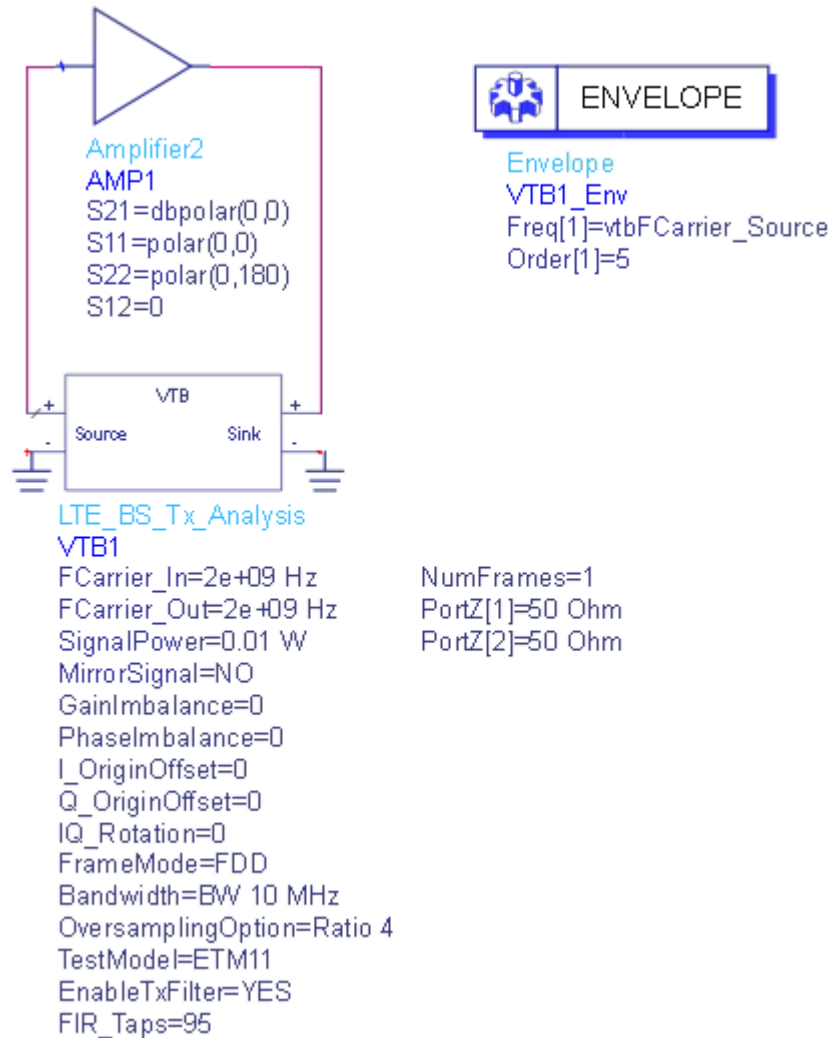 ENVELOPE
Amplifier2
AMP1
S21=dbpolar(0,0)
S11=polar(0,0)
S22=polar(0,180)
S12=0
Envelope
VTB1_Env
Freq[1]=vtbFCarrier_Source
Order[1]=5
VTB
+ +
Source Sink
- -
LTE_BS_Tx_Analysis
VTB1
FCarrier_In=2e+09 Hz
FCarrier_Out=2e+09 Hz
SignalPower=0.01 W
MirrorSignal=NO
GainImbalance=0
PhaseImbalance=0
I_OriginOffset=0
Q_OriginOffset=0
IQ_Rotation=0
FrameMode=FDD
Bandwidth=BW 10 MHz
OversamplingOption=Ratio 4
TestModel=ETM11
EnableTxFilter=YES
FIR_Taps=95
NumFrames=1
PortZ[1]=50 Ohm
PortZ[2]=50 Ohm